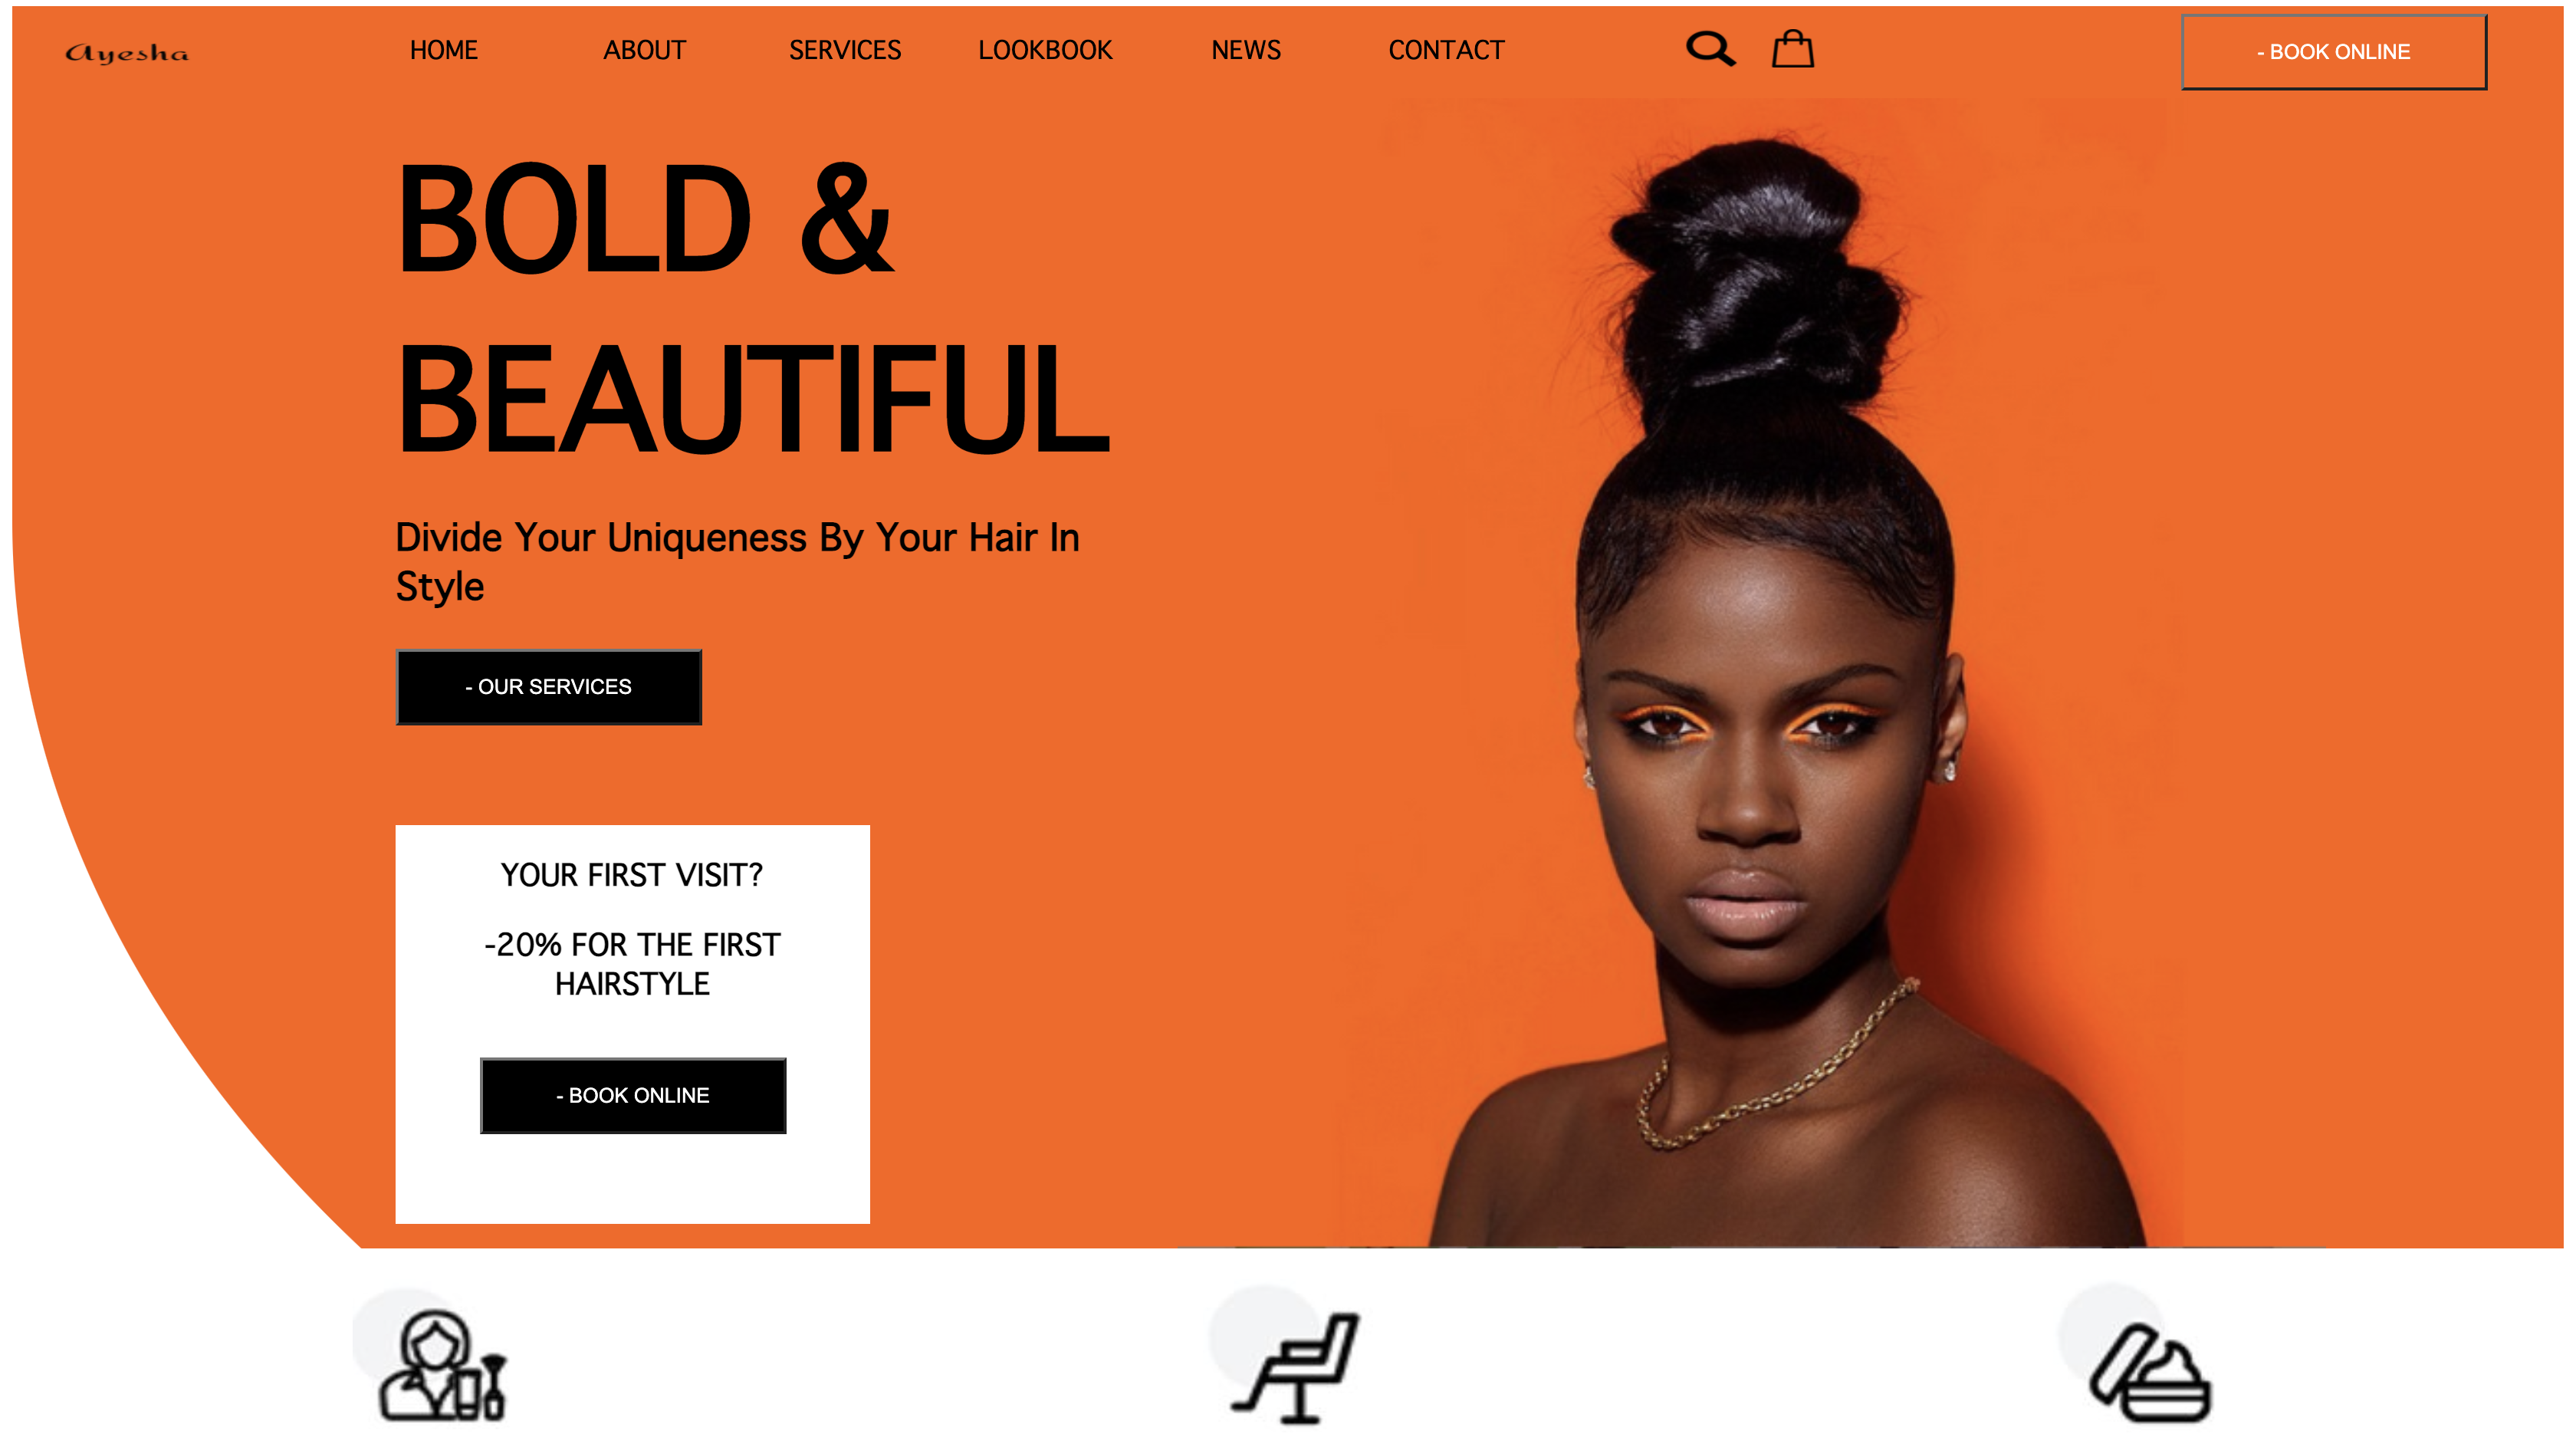 Ayesha
HOME
ABOUT
SERVICES
LOOKBOOK
NEWS
CONTACT
- BOOK ONLINE
BOLD &
BEAUTIFUL
Divide Your Uniqueness By Your Hair In
Style
- OUR SERVICES
YOUR FIRST VISIT?
-20% FOR THE FIRST
HAIRSTYLE
- BOOK ONLINE